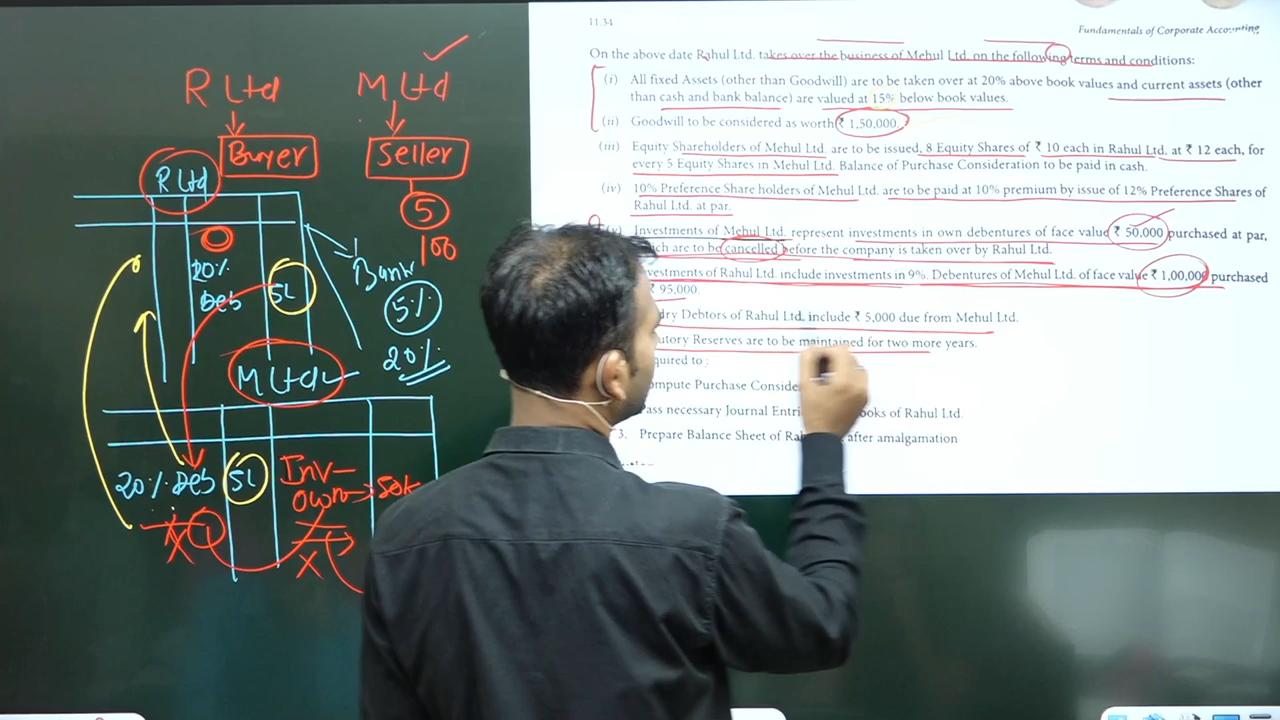 R Ltd
M Ltd
Buyer
Seller
R Ltd
5
100
0
20%
Deb
5L
Bank
5%
20%
M Ltd
20% Deb
5L
Inv-
own
50k
11.34
Fundamentals of Corporate Accounting
On the above date Rahul Ltd. takes over the business of Mehul Ltd. on the following terms and conditions:
(i) All fixed Assets (other than Goodwill) are to be taken over at 20% above book values and current assets (other
than cash and bank balance) are valued at 15% below book values.
(ii) Goodwill to be considered as worth ₹ 1,50,000.
(iii) Equity Shareholders of Mehul Ltd. are to be issued, 8 Equity Shares of ₹ 10 each in Rahul Ltd. at ₹ 12 each, for
every 5 Equity Shares in Mehul Ltd. Balance of Purchase Consideration to be paid in cash.
(iv) 10% Preference Share holders of Mehul Ltd. are to be paid at 10% premium by issue of 12% Preference Shares of
Rahul Ltd. at par.
Investments of Mehul Ltd. represent investments in own debentures of face value ₹ 50,000 purchased at par,
are to be cancelled before the company is taken over by Rahul Ltd.
vestments of Rahul Ltd. include investments in 9%. Debentures of Mehul Ltd. of face value ₹ 1,00,000 purchased
₹ 95,000.
dry Debtors of Rahul Ltd. include ₹ 5,000 due from Mehul Ltd.
utory Reserves are to be maintained for two more years.
quired to :
ompute Purchase Conside
ass necessary Journal Entri ooks of Rahul Ltd.
3. Prepare Balance Sheet of Ra after amalgamation